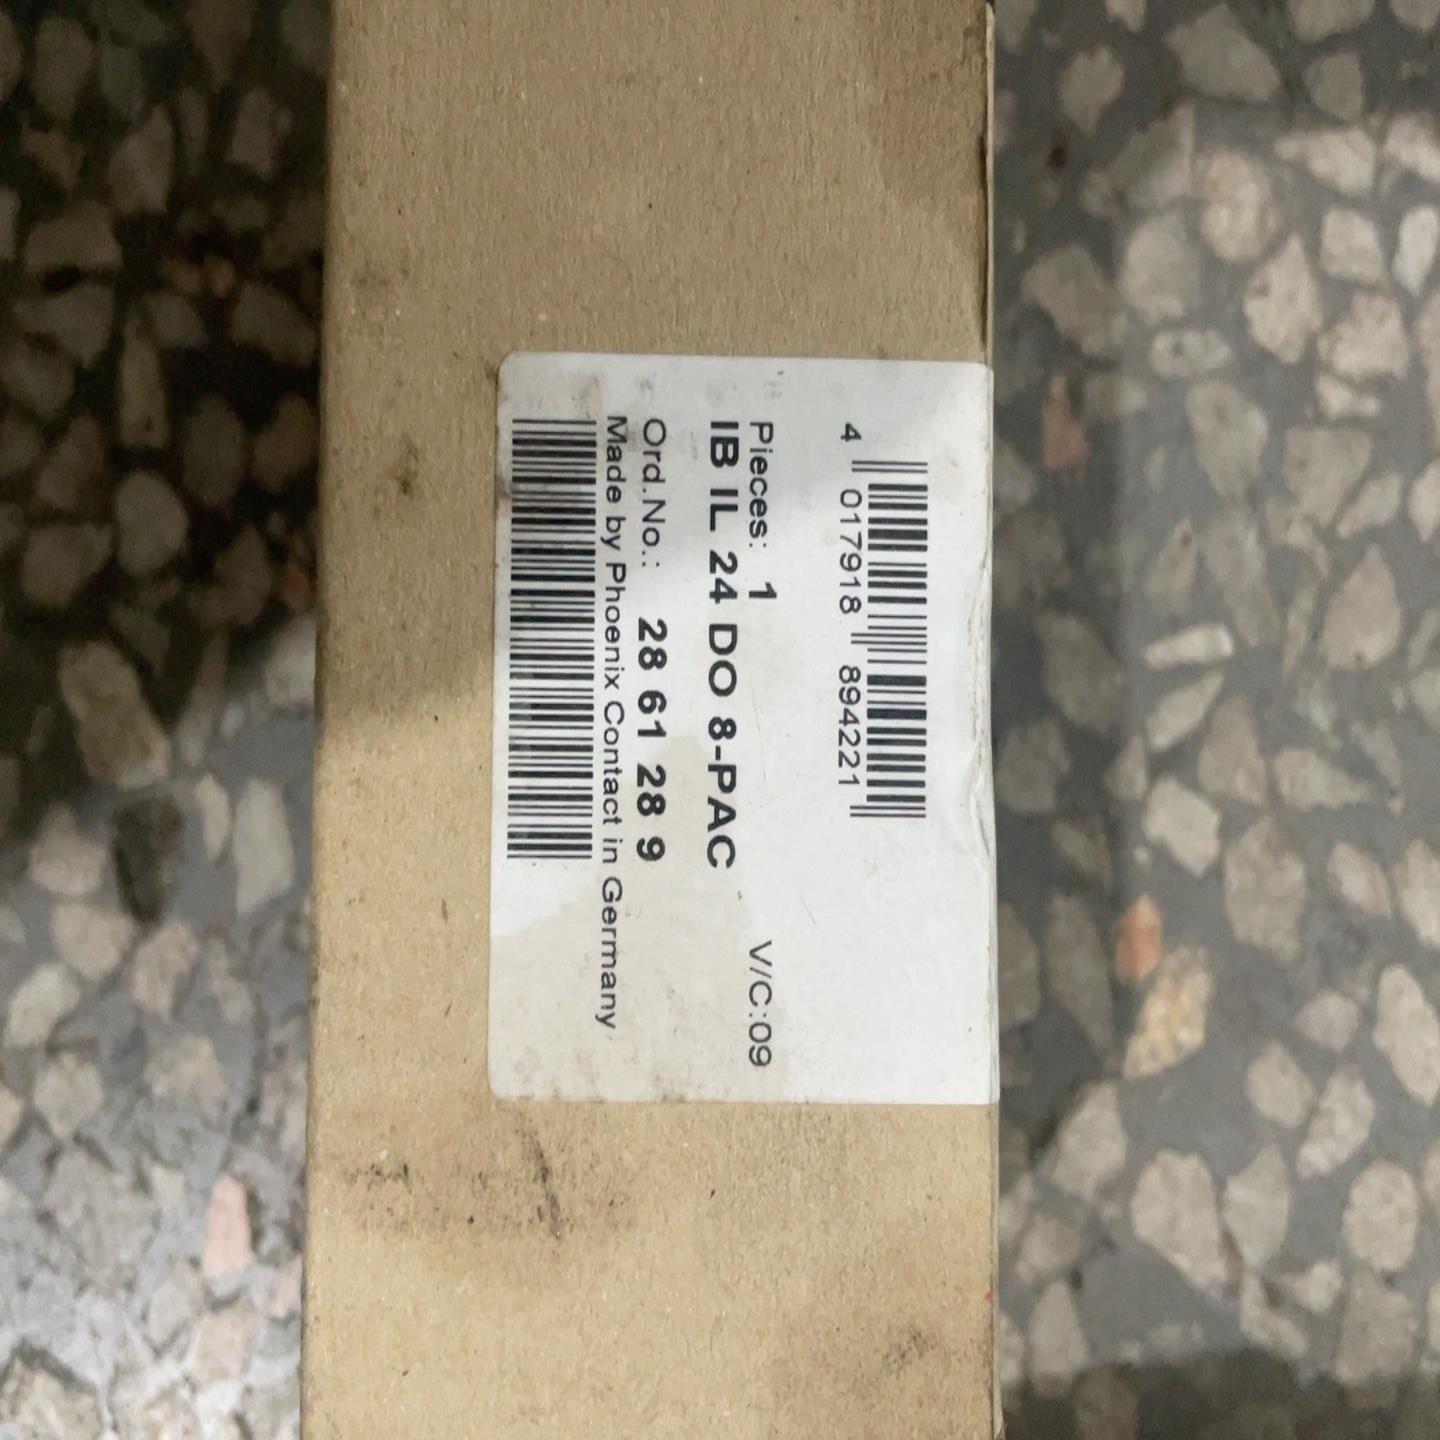 4 017918 894221
Pieces: 1 V/C:09
IB IL 24 DO 8-PAC
Ord.No.: 28 61 28 9
Made by Phoenix Contact in Germany